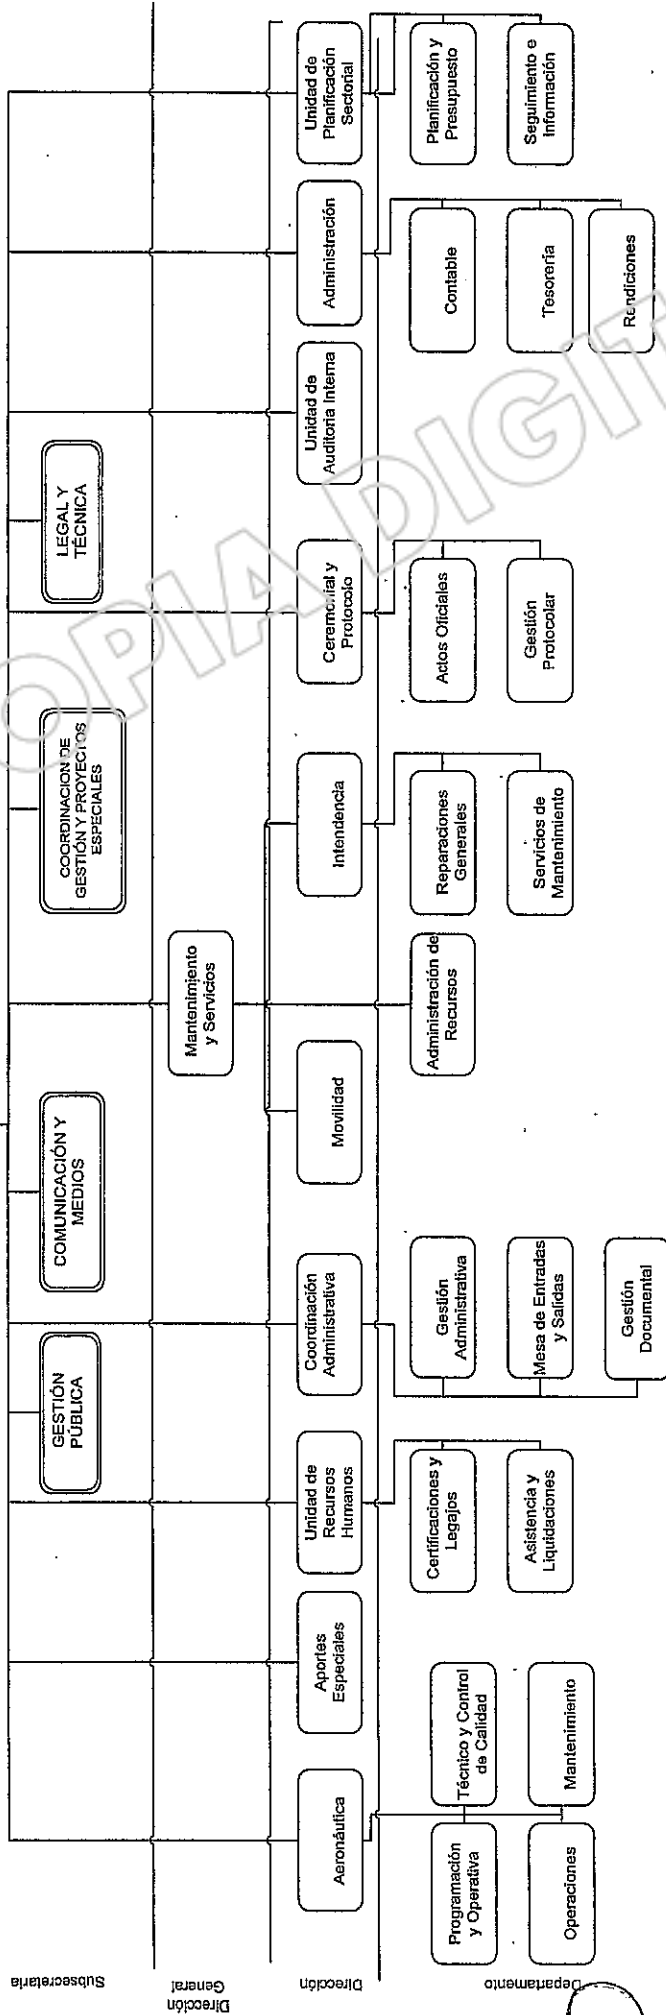 Subsecretaria
GESTIÓN
PÚBLICA
COMUNICACIÓN Y
MEDIOS
COORDINACION DE
GESTIÓN Y PROYECTOS
ESPECIALES
LEGAL Y
TÉCNICA
Dirección
General
Mantenimiento
y Servicios
Dirección
Aeronáutica
Aportes
Especiales
Unidad de
Recursos
Humanos
Coordinación
Administrativa
Movilidad
Intendencia
Ceremonial y
Protocolo
Unidad de
Auditoria Interna
Administración
Unidad de
Planificación
Sectorial
Departamento
Programación
y Operativa
Técnico y Control
de Calidad
Operaciones
Mantenimiento
Certificaciones y
Legajos
Asistencia y
Liquidaciones
Gestión
Administrativa
Mesa de Entradas
y Salidas
Gestión
Documental
Administración de
Recursos
Reparaciones
Generales
Servicios de
Mantenimiento
Actos Oficiales
Gestión
Protocolar
Contable
Tesorería
Rendiciones
Planificación y
Presupuesto
Seguimiento e
Información
OPIA DIGIT